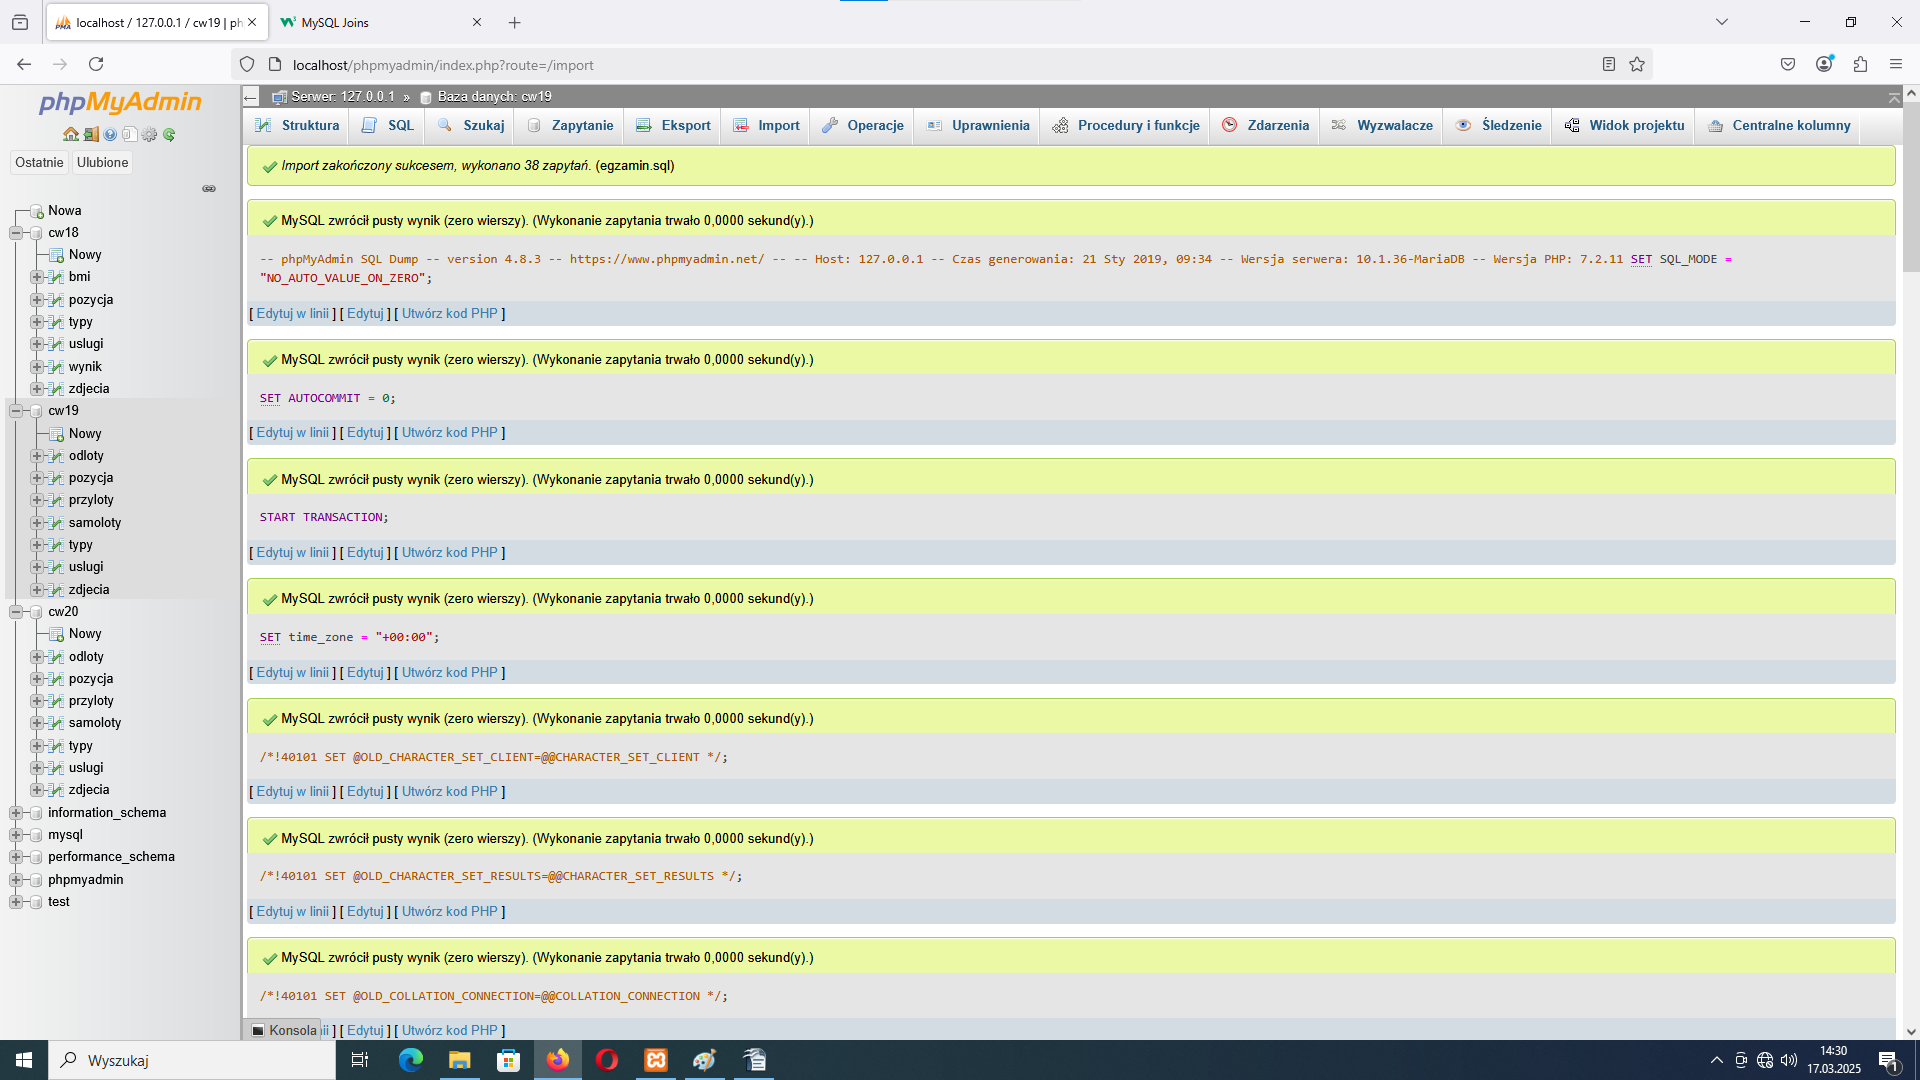 localhost / 127.0.0.1 / cw19 | ph
MySQL Joins
localhost/phpmyadmin/index.php?route=/import
phpMyAdmin
Ostatnie
Ulubione
Nowa
cw18
Nowy
bmi
pozycja
typy
uslugi
wynik
zdjecia
cw19
Nowy
odloty
pozycja
przyloty
samoloty
typy
uslugi
zdjecia
cw20
Nowy
odloty
pozycja
przyloty
samoloty
typy
uslugi
zdjecia
information_schema
mysql
performance_schema
phpmyadmin
test
Serwer: 127.0.0.1 » Baza danych: cw19
Struktura SQL Szukaj Zapytanie Eksport Import Operacje Uprawnienia Procedury i funkcje Zdarzenia Wyzwalacze Śledzenie Widok projektu Centralne kolumny
Import zakończony sukcesem, wykonano 38 zapytań. (egzamin.sql)
MySQL zwrócił pusty wynik (zero wierszy). (Wykonanie zapytania trwało 0,0000 sekund(y).)
-- phpMyAdmin SQL Dump -- version 4.8.3 -- https://www.phpmyadmin.net/ -- -- Host: 127.0.0.1 -- Czas generowania: 21 Sty 2019, 09:34 -- Wersja serwera: 10.1.36-MariaDB -- Wersja PHP: 7.2.11 SET SQL_MODE =
"NO_AUTO_VALUE_ON_ZERO";
[ Edytuj w linii ] [ Edytuj ] [ Utwórz kod PHP ]
MySQL zwrócił pusty wynik (zero wierszy). (Wykonanie zapytania trwało 0,0000 sekund(y).)
SET AUTOCOMMIT = 0;
[ Edytuj w linii ] [ Edytuj ] [ Utwórz kod PHP ]
MySQL zwrócił pusty wynik (zero wierszy). (Wykonanie zapytania trwało 0,0000 sekund(y).)
START TRANSACTION;
[ Edytuj w linii ] [ Edytuj ] [ Utwórz kod PHP ]
MySQL zwrócił pusty wynik (zero wierszy). (Wykonanie zapytania trwało 0,0000 sekund(y).)
SET time_zone = "+00:00";
[ Edytuj w linii ] [ Edytuj ] [ Utwórz kod PHP ]
MySQL zwrócił pusty wynik (zero wierszy). (Wykonanie zapytania trwało 0,0000 sekund(y).)
/*!40101 SET @OLD_CHARACTER_SET_CLIENT=@@CHARACTER_SET_CLIENT */;
[ Edytuj w linii ] [ Edytuj ] [ Utwórz kod PHP ]
MySQL zwrócił pusty wynik (zero wierszy). (Wykonanie zapytania trwało 0,0000 sekund(y).)
/*!40101 SET @OLD_CHARACTER_SET_RESULTS=@@CHARACTER_SET_RESULTS */;
[ Edytuj w linii ] [ Edytuj ] [ Utwórz kod PHP ]
MySQL zwrócił pusty wynik (zero wierszy). (Wykonanie zapytania trwało 0,0000 sekund(y).)
/*!40101 SET @OLD_COLLATION_CONNECTION=@@COLLATION_CONNECTION */;
Konsola nii ] [ Edytuj ] [ Utwórz kod PHP ]
Wyszukaj
14:30
17.03.2025
1